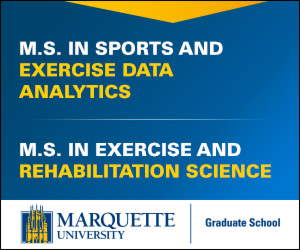 M.S. IN SPORTS AND
EXERCISE DATA
ANALYTICS
M.S. IN EXERCISE AND
REHABILITATION SCIENCE
MARQUETTE
UNIVERSITY
Graduate School